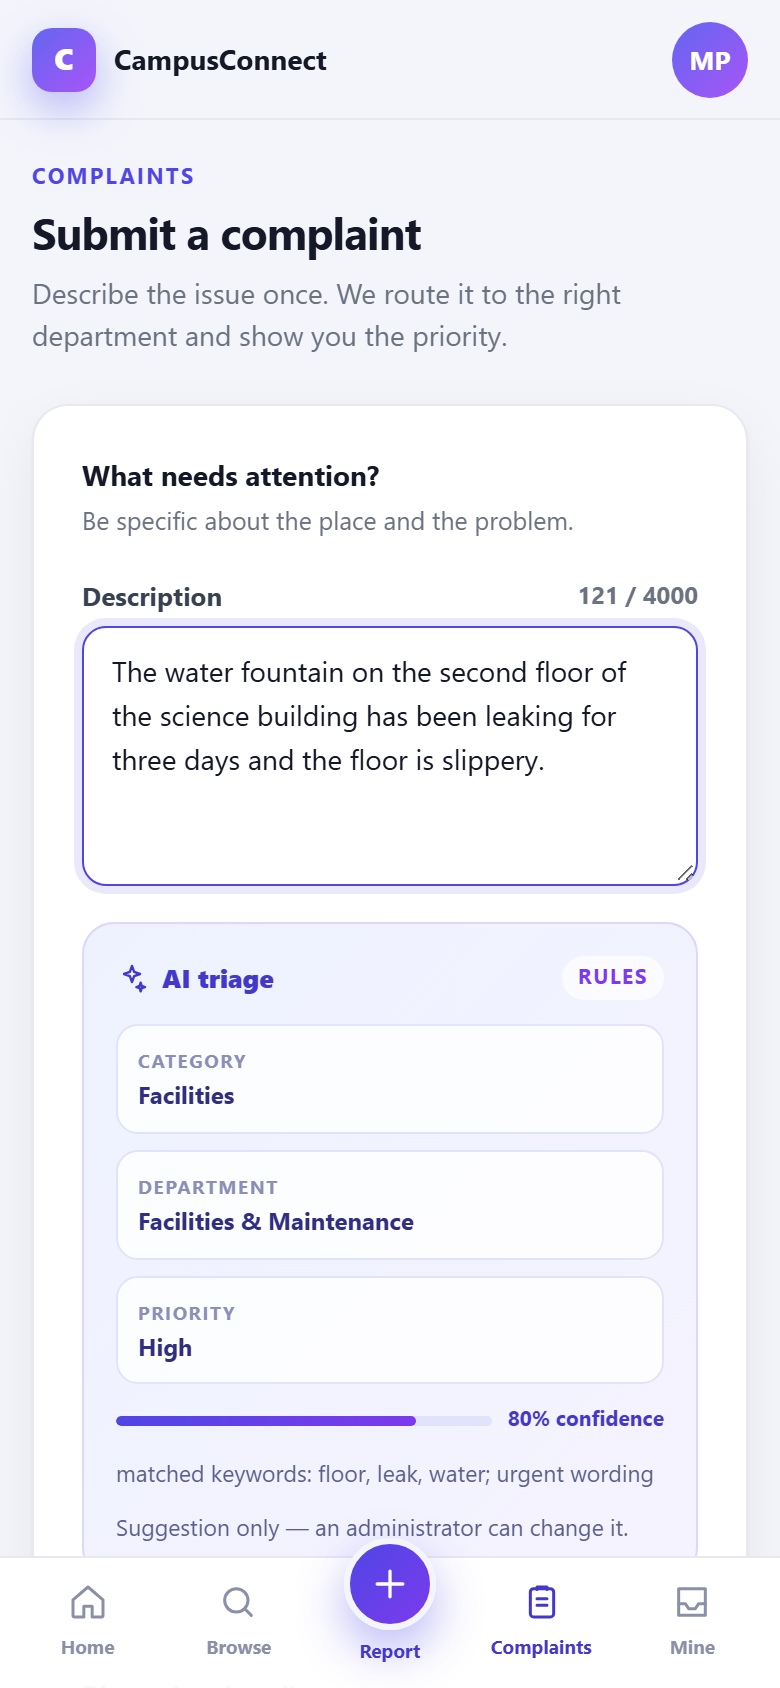 C
CampusConnect
MP
COMPLAINTS
Submit a complaint
Describe the issue once. We route it to the right
department and show you the priority.
What needs attention?
Be specific about the place and the problem.
Description
121 / 4000
The water fountain on the second floor of
the science building has been leaking for
three days and the floor is slippery.
AI triage
RULES
CATEGORY
Facilities
DEPARTMENT
Facilities & Maintenance
PRIORITY
High
80% confidence
matched keywords: floor, leak, water; urgent wording
Suggestion only — an administrator can change it.
Home
Browse
Report
Complaints
Mine